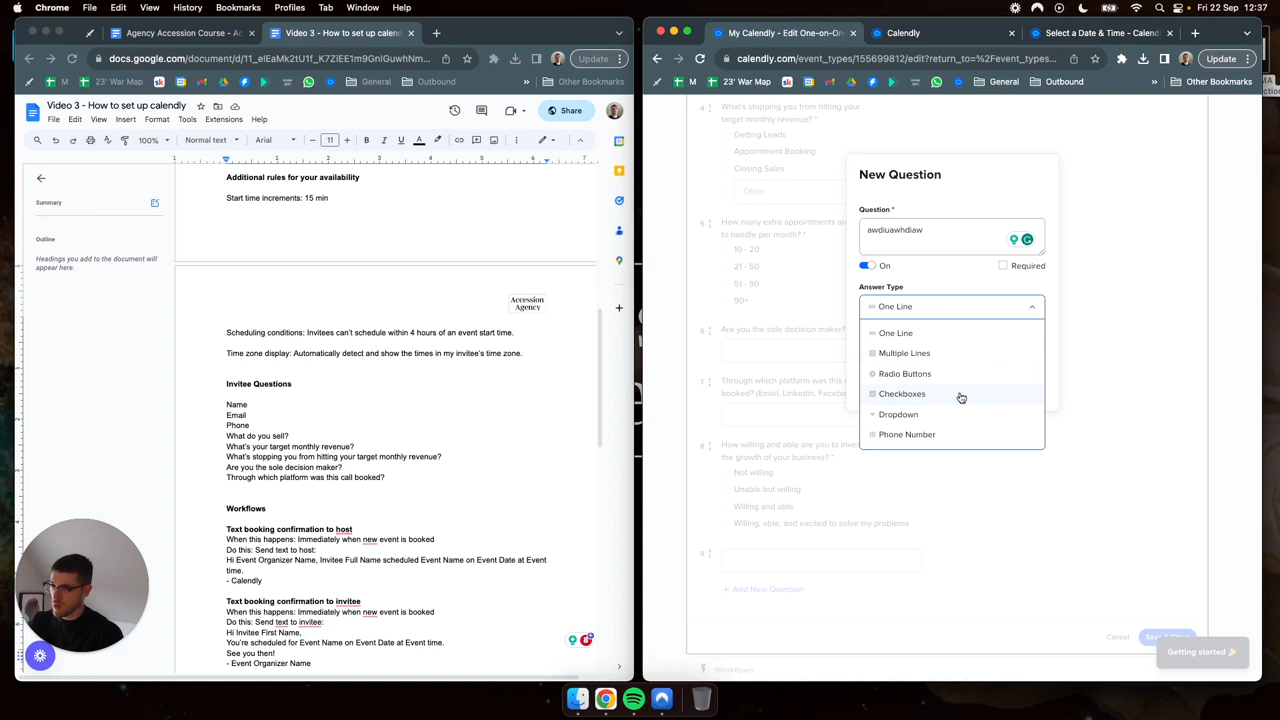 Chrome File Edit View History Bookmarks Profiles Tab Window Help
Fri 22 Sep 12:37
Agency Accession Course - Ac
Video 3 - How to set up calend
docs.google.com/document/d/11_eIEaMk2tU1f_K7ZIEE1m9GnIGuwhNm...
Update
M 23' War Map
General
Outbound
Other Bookmarks
Video 3 - How to set up calendly
File Edit View Insert Format Tools Extensions Help
Share
100%
Normal text
Arial
11
Summary
Outline
Headings you add to the document will
appear here.
Additional rules for your availability
Start time increments: 15 min
Accession
Agency
Scheduling conditions: Invitees can't schedule within 4 hours of an event start time.
Time zone display: Automatically detect and show the times in my invitee's time zone.
Invitee Questions
Name
Email
Phone
What do you sell?
What's your target monthly revenue?
What's stopping you from hitting your target monthly revenue?
Are you the sole decision maker?
Through which platform was this call booked?
Workflows
Text booking confirmation to host
When this happens: Immediately when new event is booked
Do this: Send text to host:
Hi Event Organizer Name, Invitee Full Name scheduled Event Name on Event Date at Event
time.
- Calendly
Text booking confirmation to invitee
When this happens: Immediately when new event is booked
Do this: Send text to invitee:
Hi Invitee First Name,
You're scheduled for Event Name on Event Date at Event time.
See you then!
- Event Organizer Name
My Calendly - Edit One-on-On
Calendly
Select a Date & Time - Calendl
calendly.com/event_types/155699812/edit?return_to=%2Fevent_types...
Update
M 23' War Map
General
Outbound
Other Bookmarks
4 What's stopping you from hitting your
target monthly revenue? *
Getting Leads
Appointment Booking
Closing Sales
Other
5 How many extra appointments are
to handle per month? *
10 - 20
21 - 50
51 - 90
90+
6 Are you the sole decision maker?
7 Through which platform was this
booked? (Email, Linkedin, Facebo
8 How willing and able are you to inve
the growth of your business? *
Not willing
Unable but willing
Willing and able
Willing, able, and excited to solve my problems
9
+ Add New Question
Cancel
Getting started
Workflows
New Question
Question *
awdiuawhdiaw
On
Required
Answer Type
One Line
One Line
Multiple Lines
Radio Buttons
Checkboxes
Dropdown
Phone Number